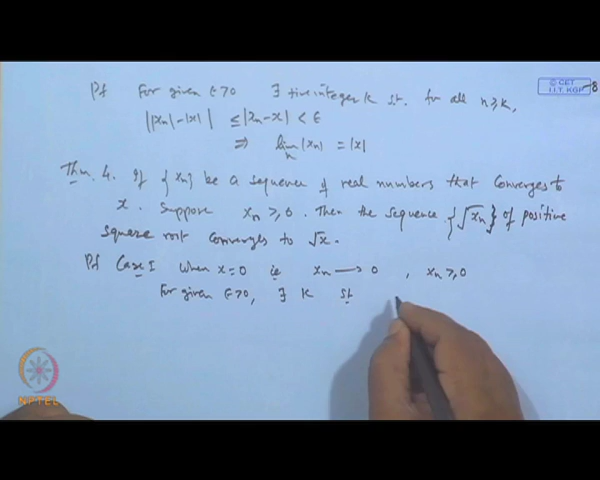 © CET
I.I.T. KGP
8
Pf For given ε>0 ∃ +ive integer K s.t. for all n≥K,
||xn|-|x|| ≤ |xn-x| < ε
⇒ lim n |xn| = |x|
Thm. 4. If {xn} be a sequence of real numbers that converges to
x. Suppose xn ≥ 0. Then the sequence {√xn} of positive
square root converges to √x.
Pf Case I when x=0 ie xn → 0 , xn ≥ 0
For given ε>0, ∃ K st
NPTEL